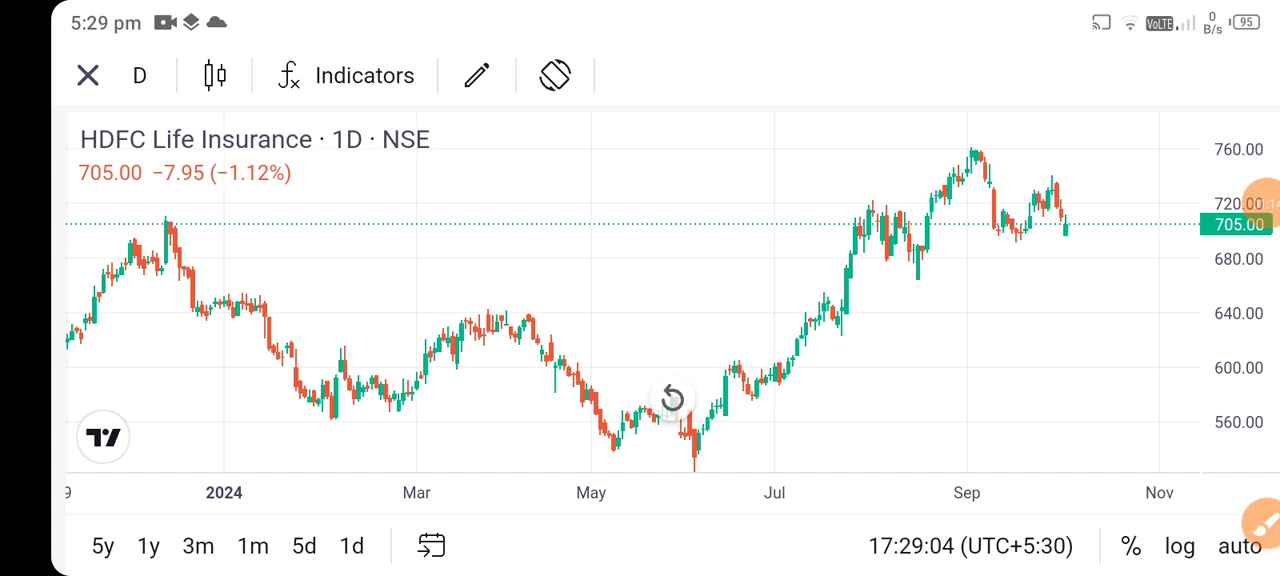 5:29 pm VoLTE 0 B/s 95
D Indicators
HDFC Life Insurance · 1D · NSE
705.00 −7.95 (−1.12%)
760.00
720.00
705.00
680.00
640.00
600.00
560.00
9 2024 Mar May Jul Sep Nov
5y 1y 3m 1m 5d 1d 17:29:04 (UTC+5:30) % log auto